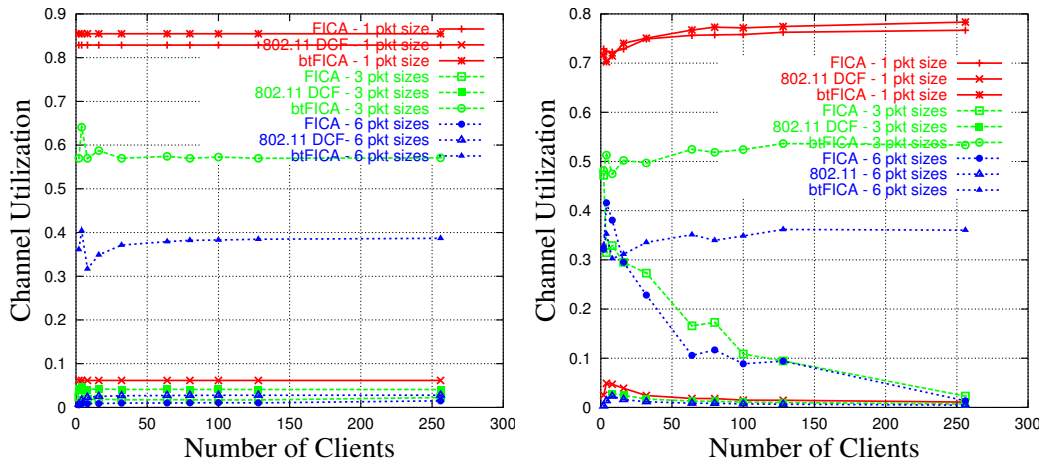 0.9
0.8
0.7
0.6
0.5
0.4
0.3
0.2
0.1
0
0 50 100 150 200 250 300
Channel Utilization
Number of Clients
FICA - 1 pkt size
802.11 DCF - 1 pkt size
btFICA - 1 pkt size
FICA - 3 pkt sizes
802.11 DCF - 3 pkt sizes
btFICA - 3 pkt sizes
FICA - 6 pkt sizes
802.11 DCF - 6 pkt sizes
btFICA - 6 pkt sizes
0.8
0.7
0.6
0.5
0.4
0.3
0.2
0.1
0
0 50 100 150 200 250 300
Channel Utilization
Number of Clients
FICA - 1 pkt size
802.11 DCF - 1 pkt size
btFICA - 1 pkt size
FICA - 3 pkt sizes
802.11 DCF - 3 pkt sizes
btFICA - 3 pkt sizes
FICA - 6 pkt sizes
802.11 - 6 pkt sizes
btFICA - 6 pkt sizes